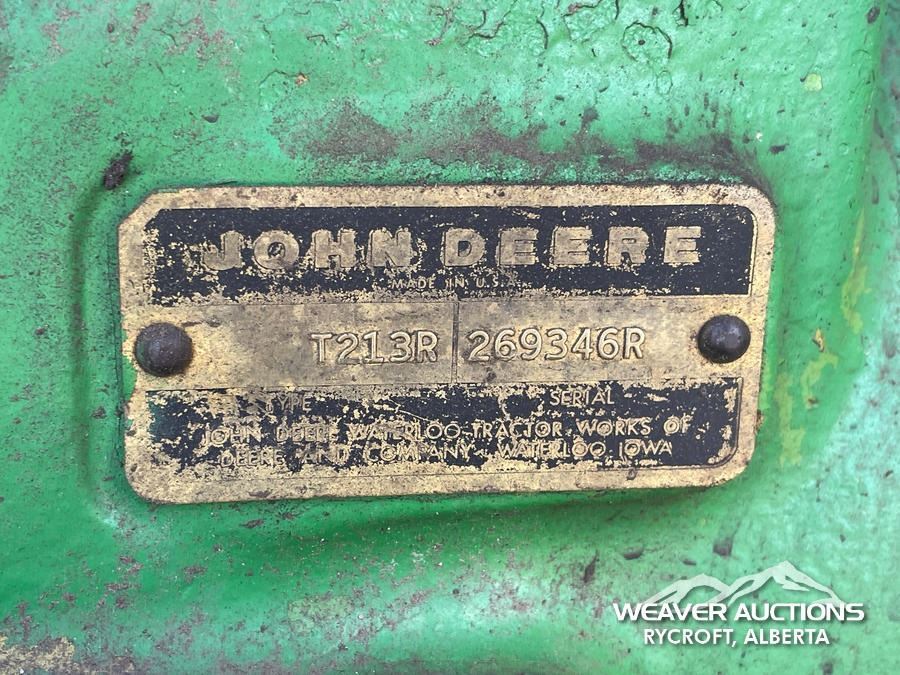 JOHN DEERE
MADE IN U.S.A.
T213R 269346R
TYPE SERIAL
JOHN DEERE WATERLOO TRACTOR WORKS OF
DEERE AND COMPANY WATERLOO, IOWA
WEAVER AUCTIONS
RYCROFT, ALBERTA